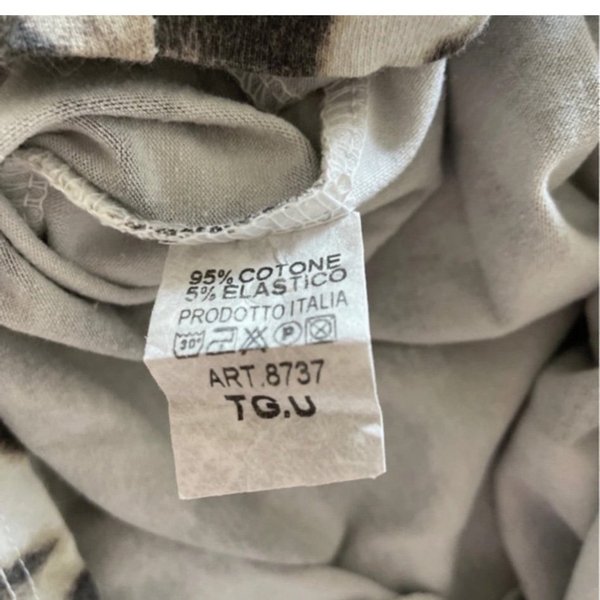 95% COTONE
5% ELASTICO
PRODOTTO ITALIA
30° P
ART.8737
TG.U